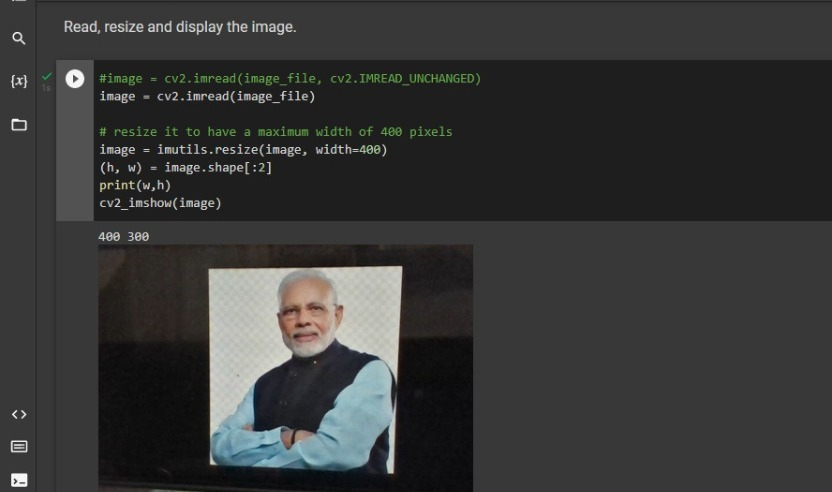 Read, resize and display the image.
{x}
1s
#image = cv2.imread(image_file, cv2.IMREAD_UNCHANGED)
image = cv2.imread(image_file)
# resize it to have a maximum width of 400 pixels
image = imutils.resize(image, width=400)
(h, w) = image.shape[:2]
print(w,h)
cv2_imshow(image)
400 300